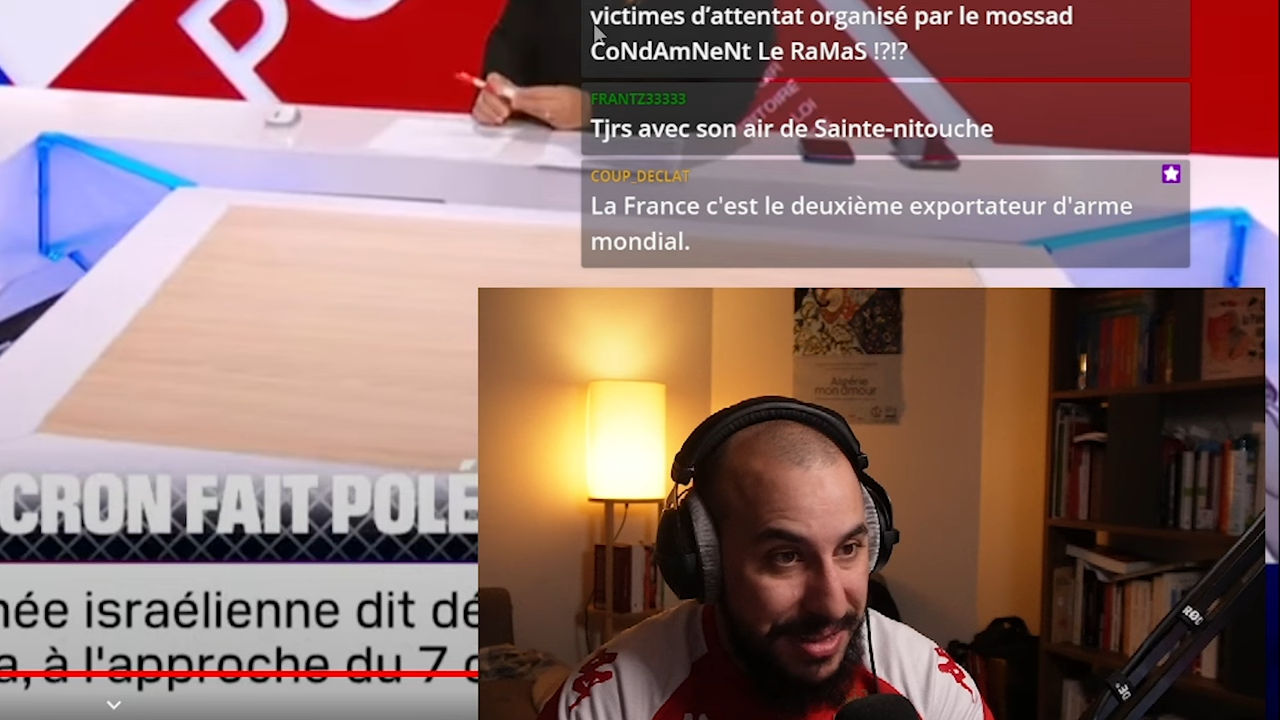 PO
victimes d’attentat organisé par le mossad
CoNdAmNeNt Le RaMaS !?!?
FRANTZ33333
Tjrs avec son air de Sainte-nitouche
COUP_DECLAT
La France c'est le deuxième exportateur d'arme
mondial.
Algérie
mon amour
CRON FAIT POLÉ
née israélienne dit dé
a, à l'approche du 7 o
RØDE